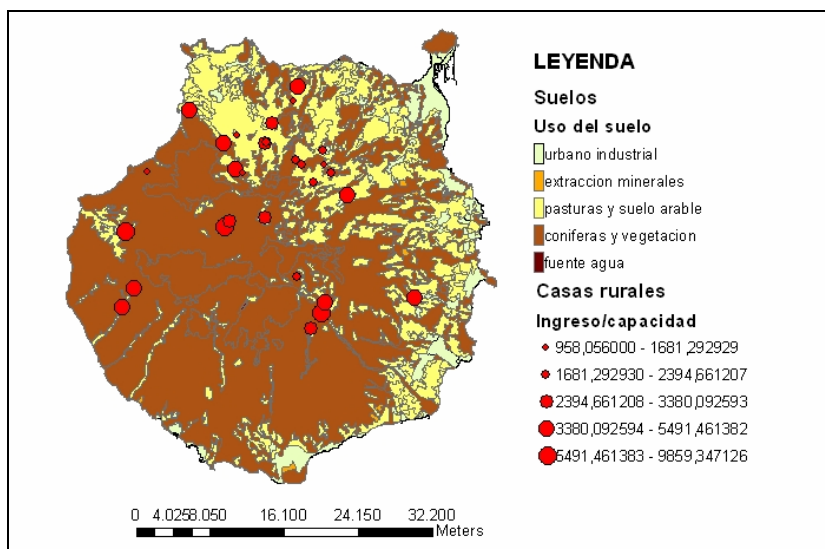 LEYENDA
Suelos
Uso del suelo
urbano industrial
extraccion minerales
pasturas y suelo arable
coniferas y vegetacion
fuente agua
Casas rurales
Ingreso/capacidad
958,056000 - 1681,292929
1681,292930 - 2394,661207
2394,661208 - 3380,092593
3380,092594 - 5491,461382
5491,461383 - 9859,347126
0 4.0258.050 16.100 24.150 32.200
Meters